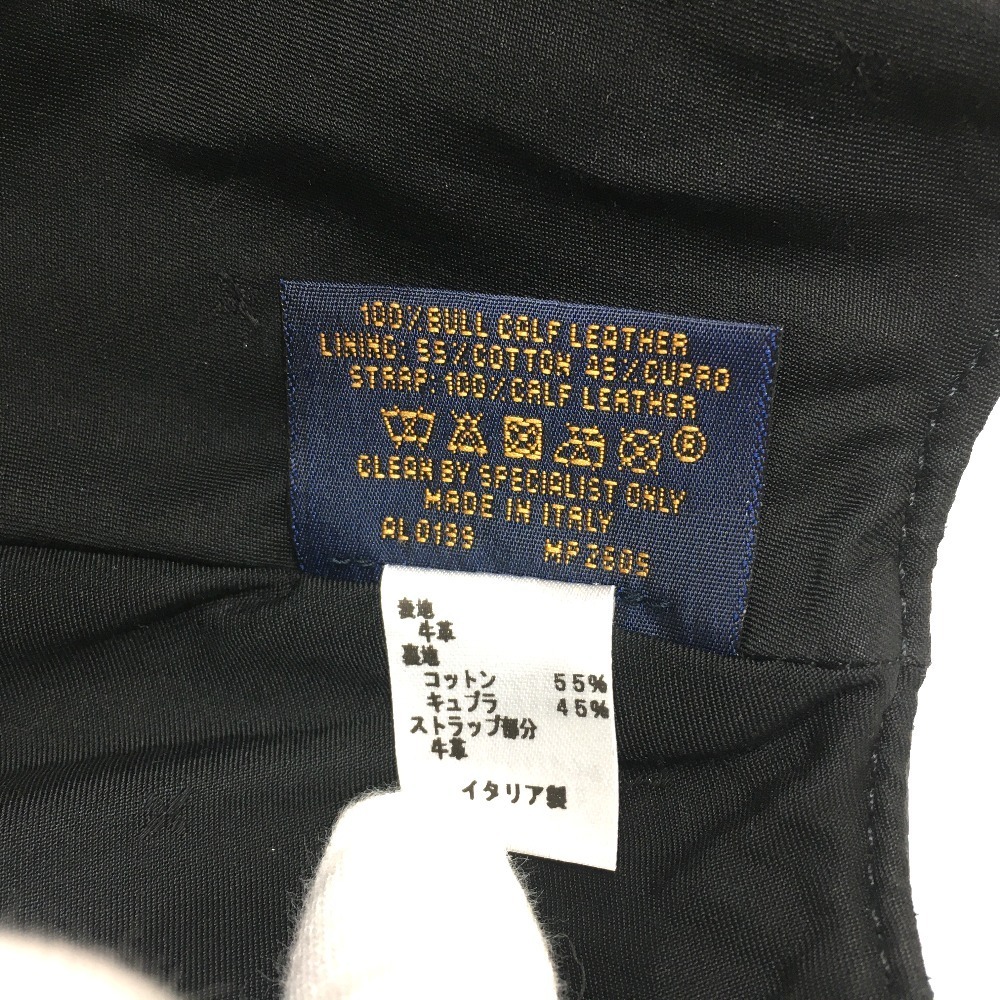 100%BULL CALF LEATHER
LINING: 55%COTTON 45%CUPRO
STRAP: 100%CALF LEATHER
CLEAN BY SPECIALIST ONLY
MADE IN ITALY
AL0199 MP2605
表地
牛革
裏地
コットン 55%
キュプラ 45%
ストラップ部分
牛革
イタリア製